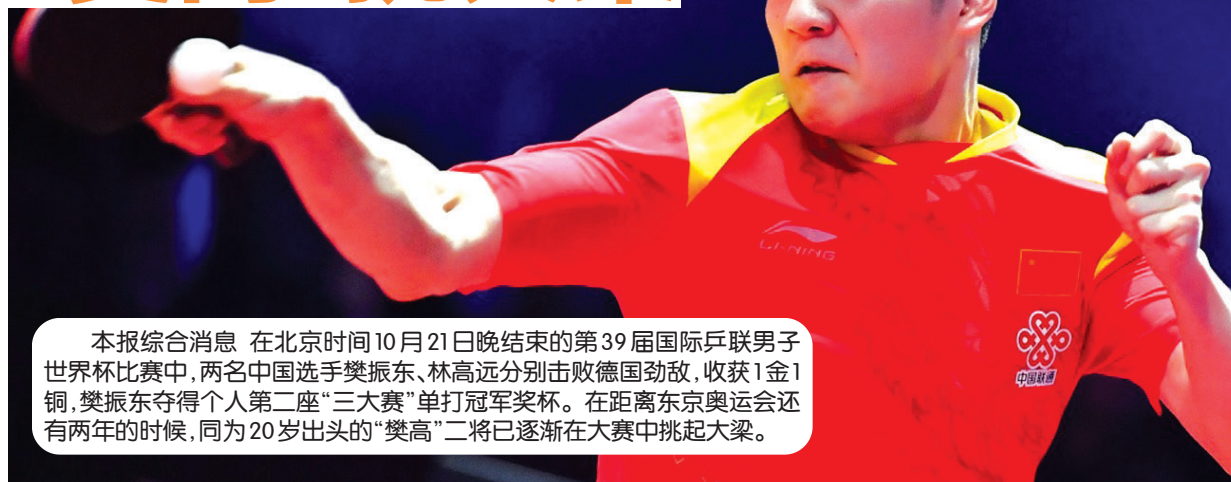 LI-NING
中国联通
本报综合消息 在北京时间10月21日晚结束的第39届国际乒联男子
世界杯比赛中,两名中国选手樊振东、林高远分别击败德国劲敌,收获1金1
铜,樊振东夺得个人第二座“三大赛”单打冠军奖杯。在距离东京奥运会还
有两年的时候,同为20岁出头的“樊高”二将已逐渐在大赛中挑起大梁。